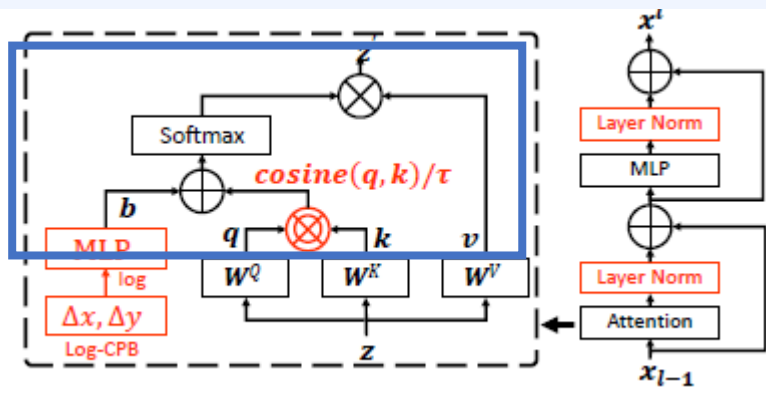 z'
Softmax
cosine(q, k)/τ
b
q
k
v
MLP
log
W^Q
W^K
W^V
Δx, Δy
Log-CPB
z
x^l
Layer Norm
MLP
Layer Norm
Attention
x_{l-1}